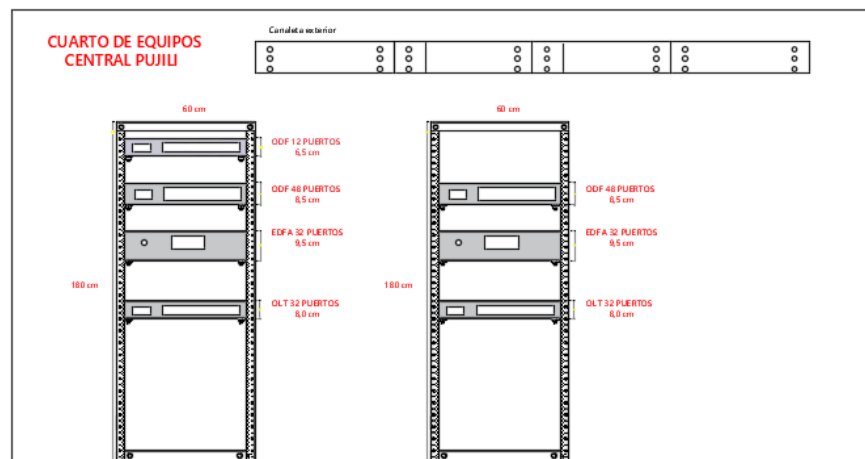 CUARTO DE EQUIPOS
CENTRAL PUJILI
Canaleta exterior
60 cm
60 cm
ODF 12 PUERTOS
6,5 cm
ODF 48 PUERTOS
8,5 cm
ODF 48 PUERTOS
8,5 cm
EDFA 32 PUERTOS
9,5 cm
EDFA 32 PUERTOS
9,5 cm
180 cm
180 cm
OLT 32 PUERTOS
8,0 cm
OLT 32 PUERTOS
8,0 cm